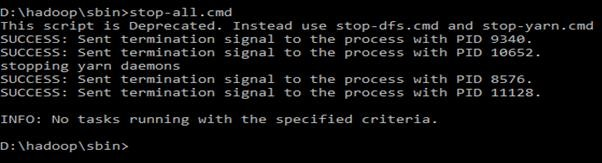 D:\hadoop\sbin>stop-all.cmd
This script is Deprecated. Instead use stop-dfs.cmd and stop-yarn.cmd
SUCCESS: Sent termination signal to the process with PID 9340.
SUCCESS: Sent termination signal to the process with PID 10652.
stopping yarn daemons
SUCCESS: Sent termination signal to the process with PID 8576.
SUCCESS: Sent termination signal to the process with PID 11128.
INFO: No tasks running with the specified criteria.
D:\hadoop\sbin>